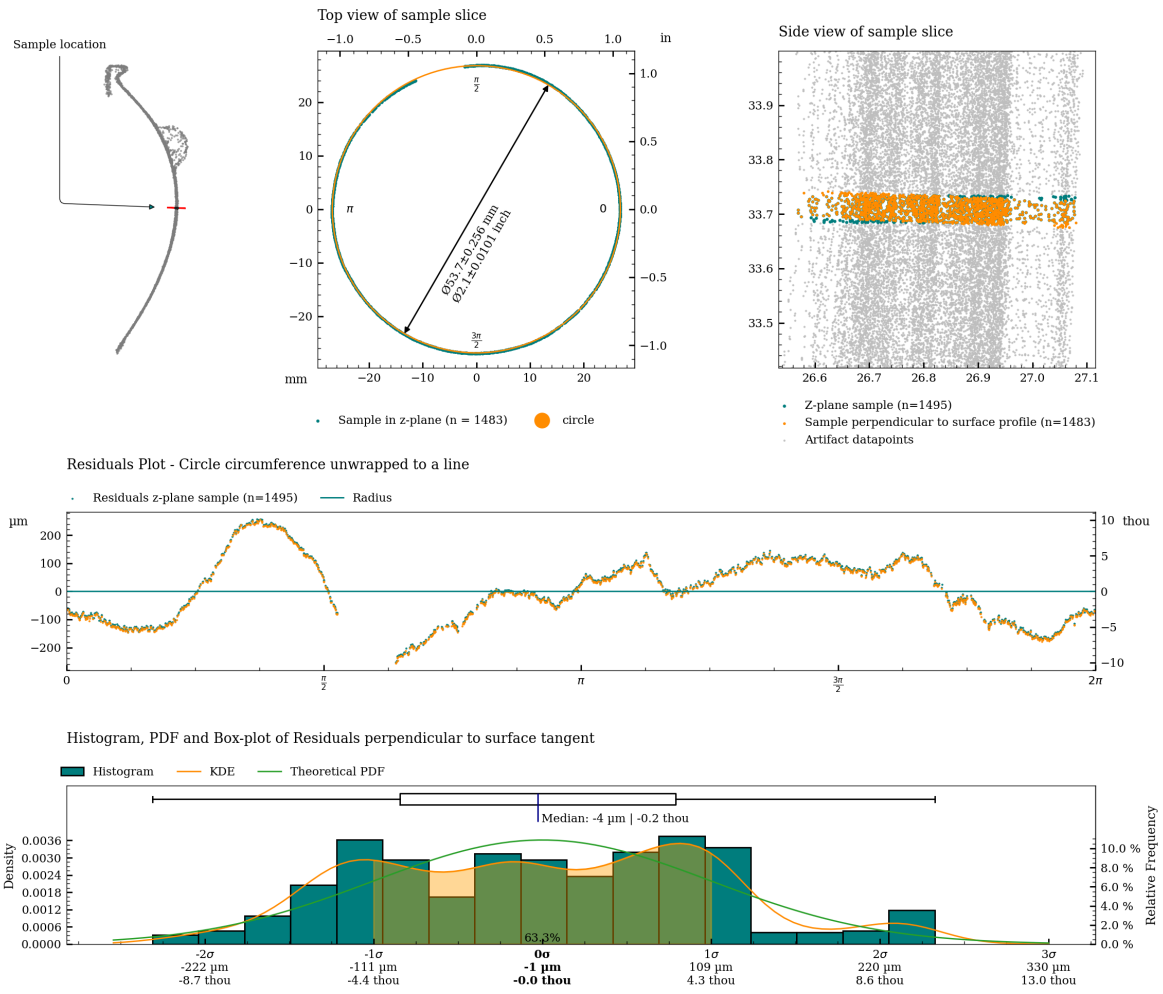 Sample location
Top view of sample slice
−1.0 −0.5 0.0 0.5 1.0 in
20
10
0
−10
−20
mm
1.0
0.5
0.0
−0.5
−1.0
π/2
π
0
3π/2
Ø53.7±0.256 mm
Ø2.1±0.0101 inch
−20 −10 0 10 20
Sample in z-plane (n = 1483) circle
Side view of sample slice
33.9
33.8
33.7
33.6
33.5
26.6 26.7 26.8 26.9 27.0 27.1
Z-plane sample (n=1495)
Sample perpendicular to surface profile (n=1483)
Artifact datapoints
Residuals Plot - Circle circumference unwrapped to a line
Residuals z-plane sample (n=1495) Radius
µm
200
100
0
−100
−200
10 thou
5
0
−5
−10
0 π/2 π 3π/2 2π
Histogram, PDF and Box-plot of Residuals perpendicular to surface tangent
Histogram KDE Theoretical PDF
Median: -4 µm | -0.2 thou
Density
0.0036
0.0030
0.0024
0.0018
0.0012
0.0006
0.0000
10.0 %
8.0 %
6.0 %
4.0 %
2.0 %
0.0 %
Relative Frequency
63.3%
-2σ -1σ 0σ 1σ 2σ 3σ
-222 µm -111 µm -1 µm 109 µm 220 µm 330 µm
-8.7 thou -4.4 thou -0.0 thou 4.3 thou 8.6 thou 13.0 thou